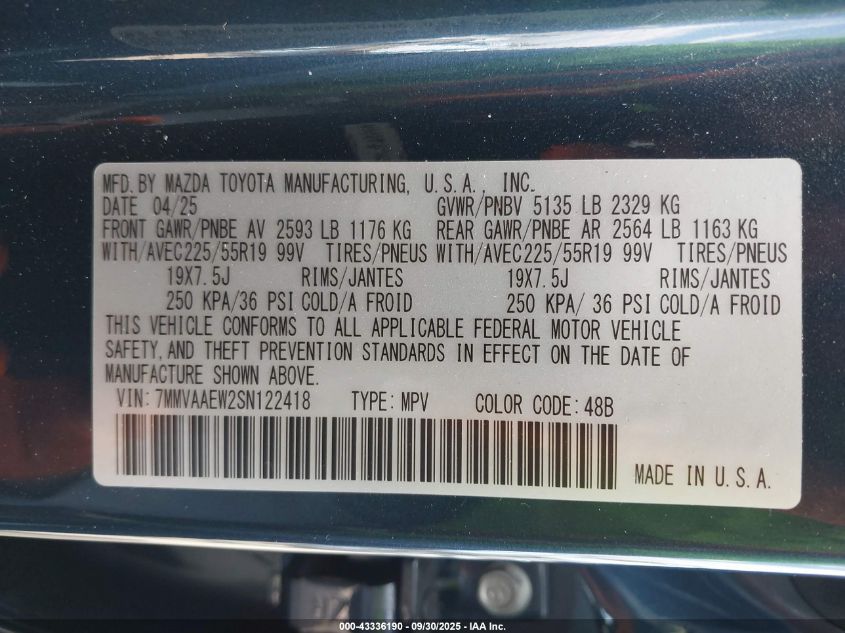 MFD. BY MAZDA TOYOTA MANUFACTURING, U.S.A., INC.
DATE 04/25 GVWR/PNBV 5135 LB 2329 KG
FRONT GAWR/PNBE AV 2593 LB 1176 KG REAR GAWR/PNBE AR 2564 LB 1163 KG
WITH/AVEC225/55R19 99V TIRES/PNEUS WITH/AVEC225/55R19 99V TIRES/PNEUS
19X7.5J RIMS/JANTES 19X7.5J RIMS/JANTES
250 KPA/36 PSI COLD/A FROID 250 KPA/ 36 PSI COLD/A FROID
THIS VEHICLE CONFORMS TO ALL APPLICABLE FEDERAL MOTOR VEHICLE
SAFETY, AND THEFT PREVENTION STANDARDS IN EFFECT ON THE DATE OF
MANUFACTURE SHOWN ABOVE.
VIN: 7MMVAAEW2SN122418 TYPE: MPV COLOR CODE: 48B
MADE IN U.S.A.
000-43336190 - 09/30/2025 - IAA Inc.